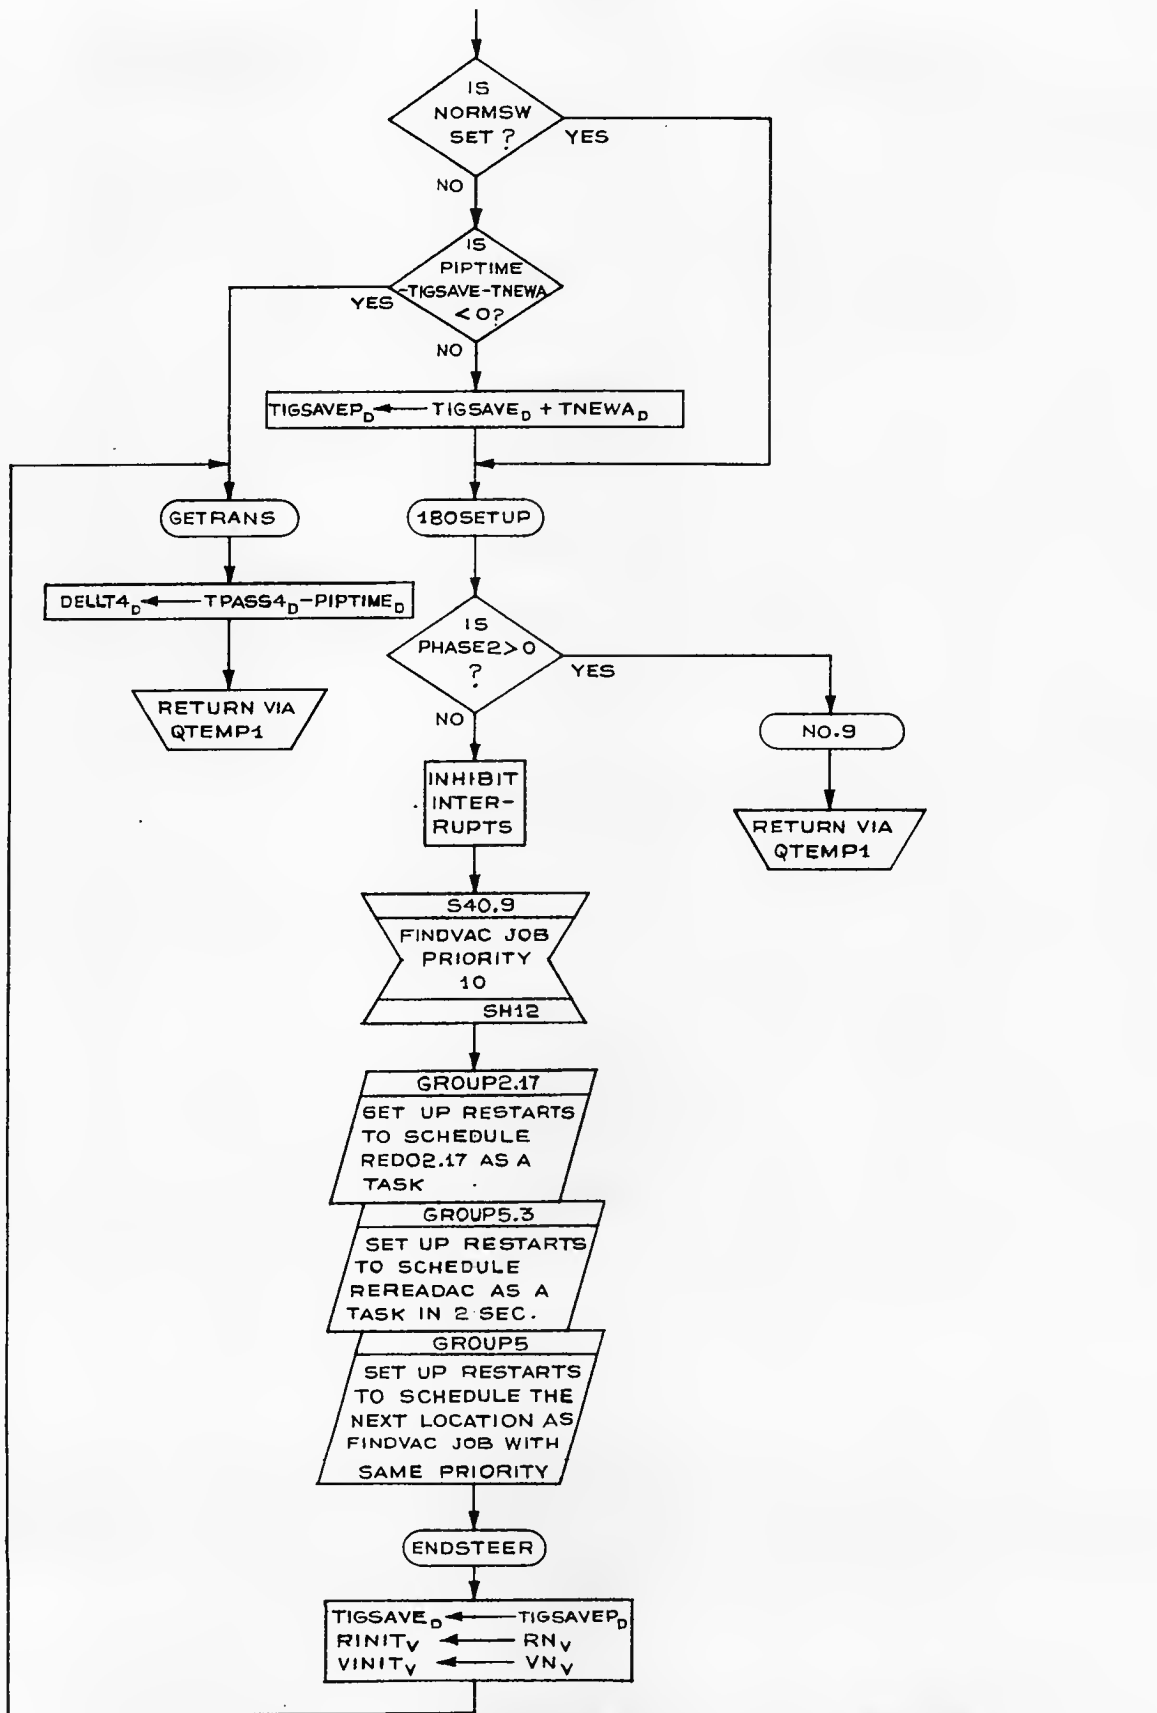 IS
NORMSW
SET ?
YES
NO
IS
PIPTIME
-TIGSAVE-TNEWA
< 0?
YES
NO
TIGSAVEP_D ← TIGSAVE_D + TNEWA_D
GETRANS
180SETUP
DELLT4_D ← TPASS4_D - PIPTIME_D
IS
PHASE2 > 0
?
YES
NO
RETURN VIA
QTEMP1
NO.9
INHIBIT
INTER-
RUPTS
RETURN VIA
QTEMP1
S40.9
FINDVAC JOB
PRIORITY
10
SH12
GROUP2.17
SET UP RESTARTS
TO SCHEDULE
REDO2.17 AS A
TASK
GROUP5.3
SET UP RESTARTS
TO SCHEDULE
REREADAC AS A
TASK IN 2 SEC.
GROUP5
SET UP RESTARTS
TO SCHEDULE THE
NEXT LOCATION AS
FINDVAC JOB WITH
SAME PRIORITY
ENDSTEER
TIGSAVE_D ← TIGSAVEP_D
RINIT_V ← RN_V
VINIT_V ← VN_V